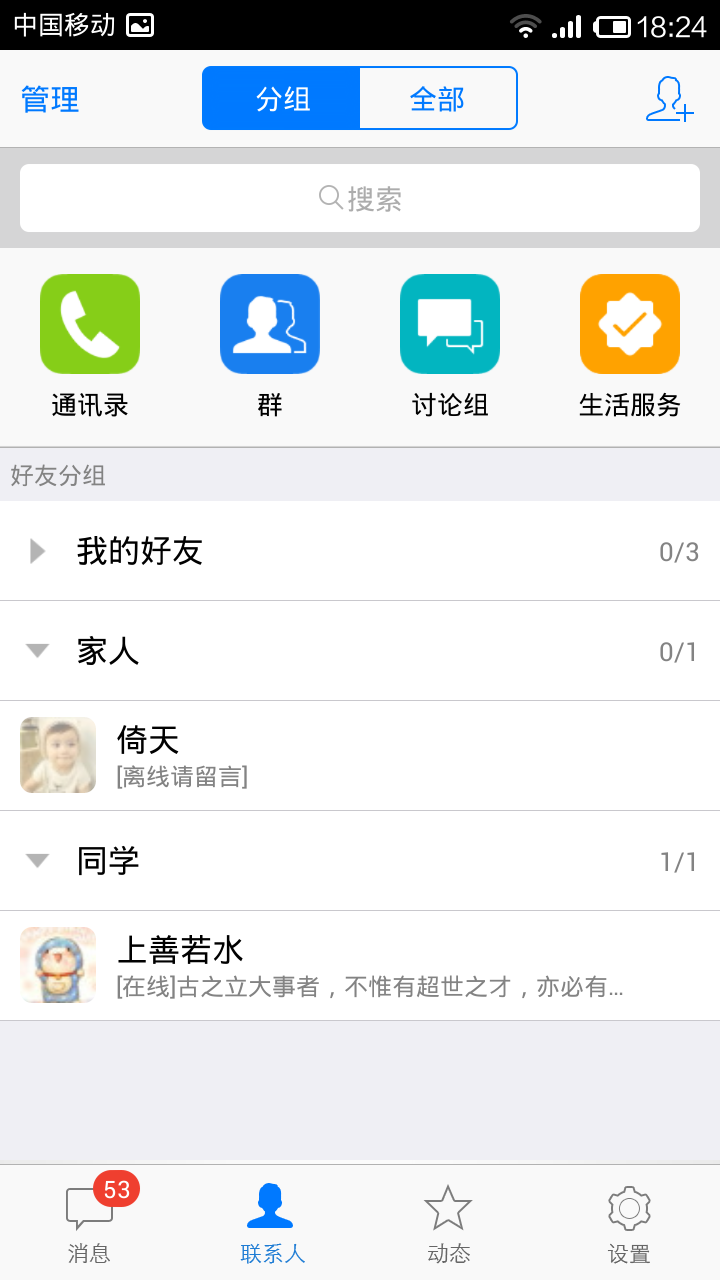 中国移动 18:24
管理 分组 全部
搜索
通讯录 群 讨论组 生活服务
好友分组
我的好友 0/3
家人 0/1
倚天
[离线请留言]
同学 1/1
上善若水
[在线]古之立大事者，不惟有超世之才，亦必有...
53
消息 联系人 动态 设置